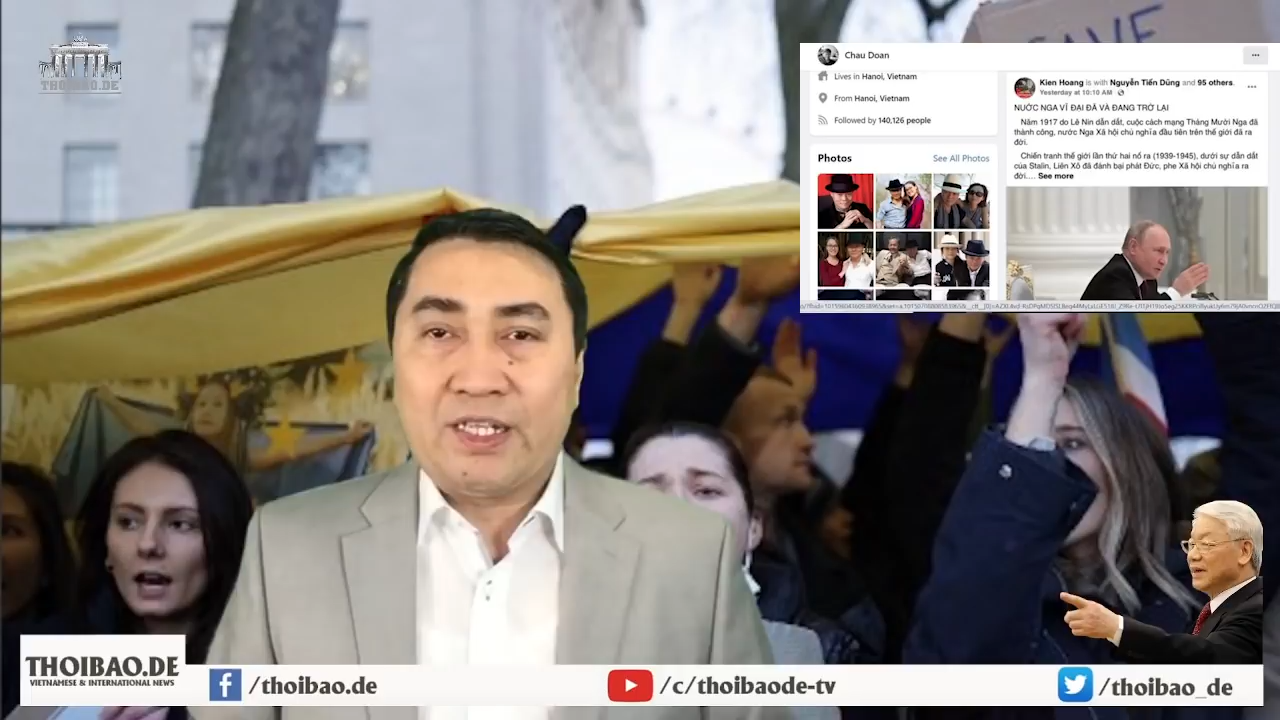 THOIBAO.DE
SAVE
Chau Doan
Lives in Hanoi, Vietnam
From Hanoi, Vietnam
Followed by 140,126 people
Photos
See All Photos
Kien Hoang is with Nguyễn Tiến Dũng and 95 others.
Yesterday at 10:10 AM
NƯỚC NGA VĨ ĐẠI ĐÃ VÀ ĐANG TRỞ LẠI
Năm 1917 do Lê Nin dẫn dắt, cuộc cách mạng Tháng Mười Nga đã
thành công, nước Nga Xã hội chủ nghĩa đầu tiên trên thế giới đã ra
đời.
Chiến tranh thế giới lần thứ hai nổ ra (1939-1945), dưới sự dẫn dắt
của Stalin, Liên Xô đã đánh bại phát Đức, phe Xã hội chủ nghĩa ra
đời.... See more
THOIBAO.DE
VIETNAMESE & INTERNATIONAL NEWS
/thoibao.de
/c/thoibaode-tv
/thoibao_de